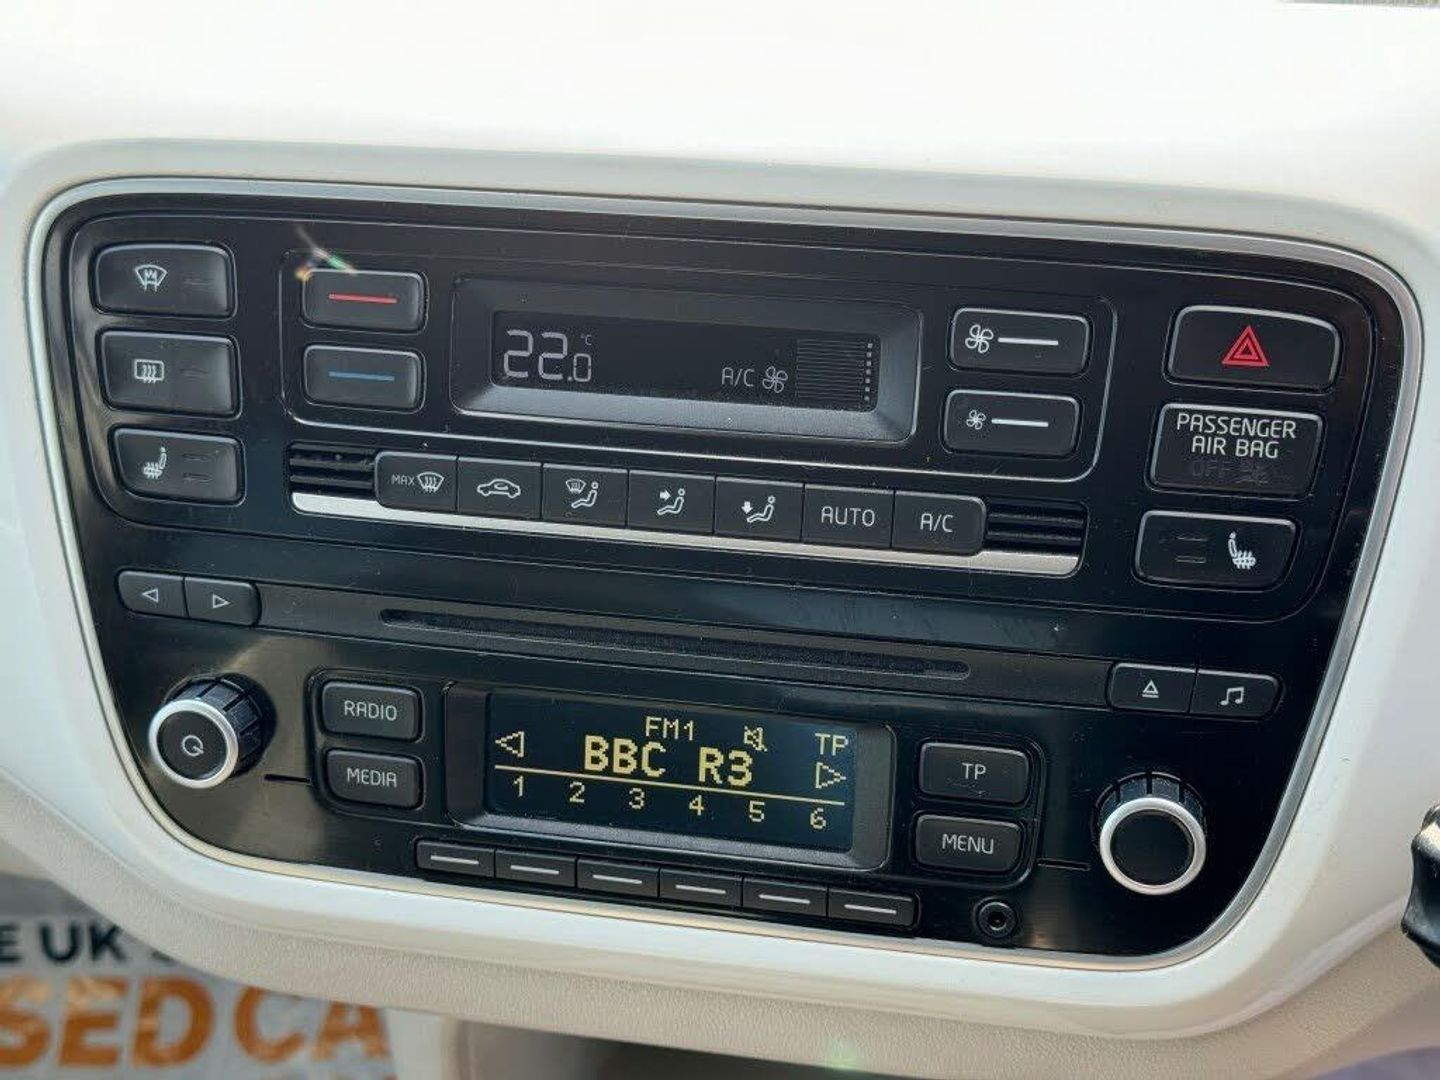 22.0 °C
A/C
PASSENGER
AIR BAG
OFF
MAX
AUTO
A/C
RADIO
MEDIA
FM1
TP
BBC R3
1 2 3 4 5 6
TP
MENU
E UK
SED CA